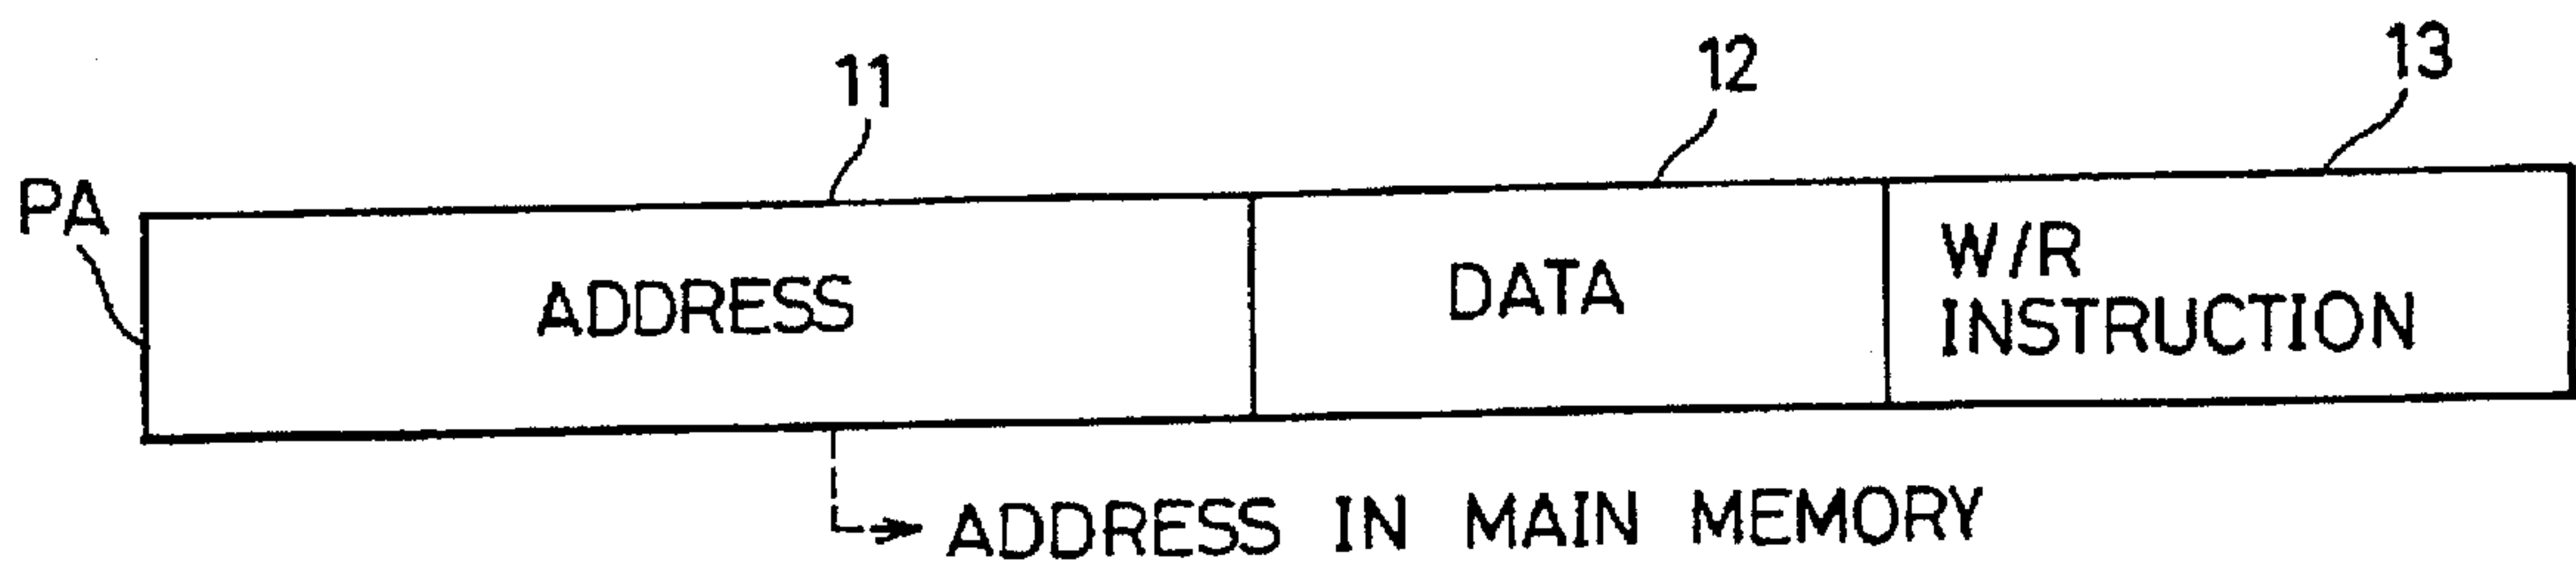 11
12
13
PA
ADDRESS
DATA
W/R
INSTRUCTION
ADDRESS IN MAIN MEMORY